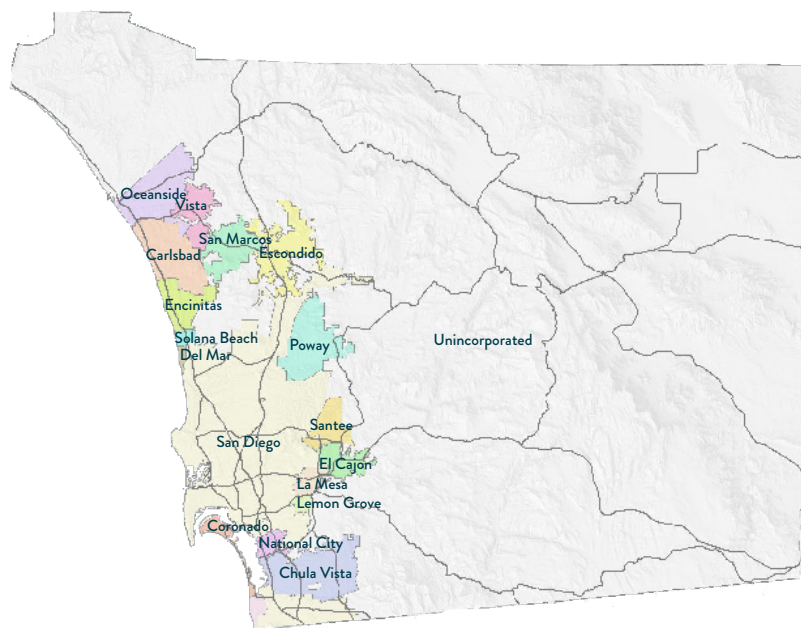 Oceanside
Vista
San Marcos
Carlsbad
Escondido
Encinitas
Solana Beach
Del Mar
Poway
Unincorporated
Santee
San Diego
El Cajon
La Mesa
Lemon Grove
Coronado
National City
Chula Vista